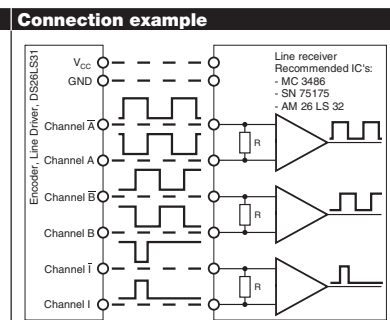 Connection example
Encoder, Line Driver, DS26LS31
V_CC
GND
Channel A̅
Channel A
Channel B̅
Channel B
Channel I̅
Channel I
Line receiver
Recommended IC's:
- MC 3486
- SN 75175
- AM 26 LS 32
R
R
R